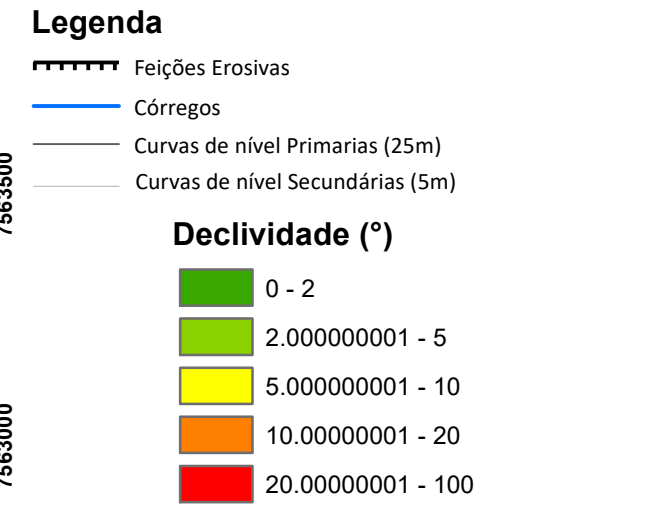 Legenda
Feições Erosivas
Córregos
Curvas de nível Primarias (25m)
Curvas de nível Secundárias (5m)
7563500
Declividade (°)
0 - 2
2.000000001 - 5
5.000000001 - 10
10.00000001 - 20
7563000
20.00000001 - 100